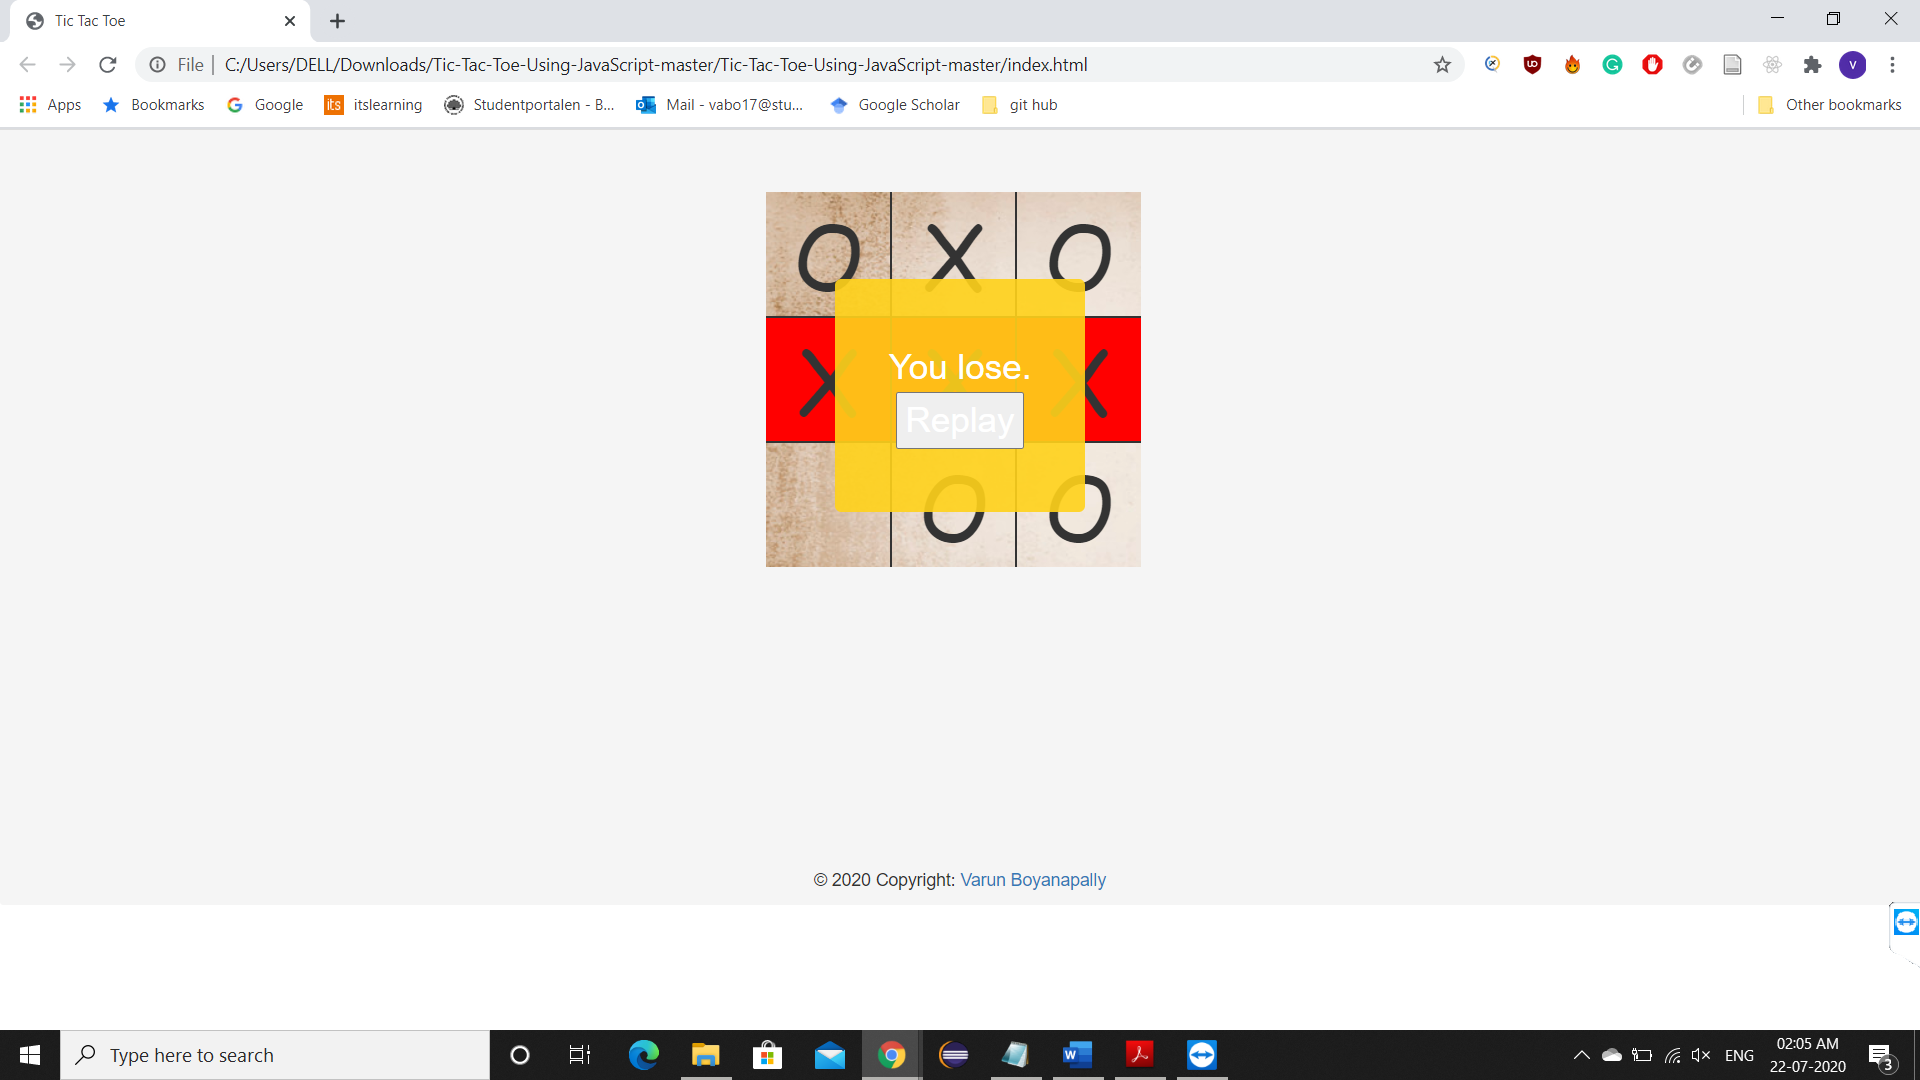 Tic Tac Toe
File
C:/Users/DELL/Downloads/Tic-Tac-Toe-Using-JavaScript-master/Tic-Tac-Toe-Using-JavaScript-master/index.html
V
Apps
Bookmarks
Google
its itslearning
Studentportalen - B...
Mail - vabo17@stu...
Google Scholar
git hub
Other bookmarks
O X O
X X X
You lose.
Replay
O O
© 2020 Copyright: Varun Boyanapally
Type here to search
ENG
02:05 AM
22-07-2020
3